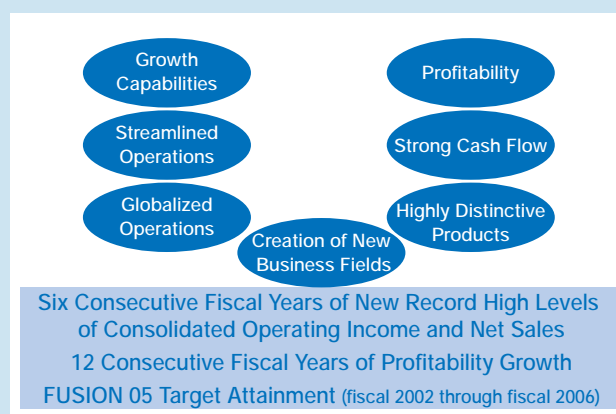 Growth
Capabilities
Profitability
Streamlined
Operations
Strong Cash Flow
Globalized
Operations
Highly Distinctive
Products
Creation of New
Business Fields
Six Consecutive Fiscal Years of New Record High Levels
of Consolidated Operating Income and Net Sales
12 Consecutive Fiscal Years of Profitability Growth
FUSION 05 Target Attainment (fiscal 2002 through fiscal 2006)